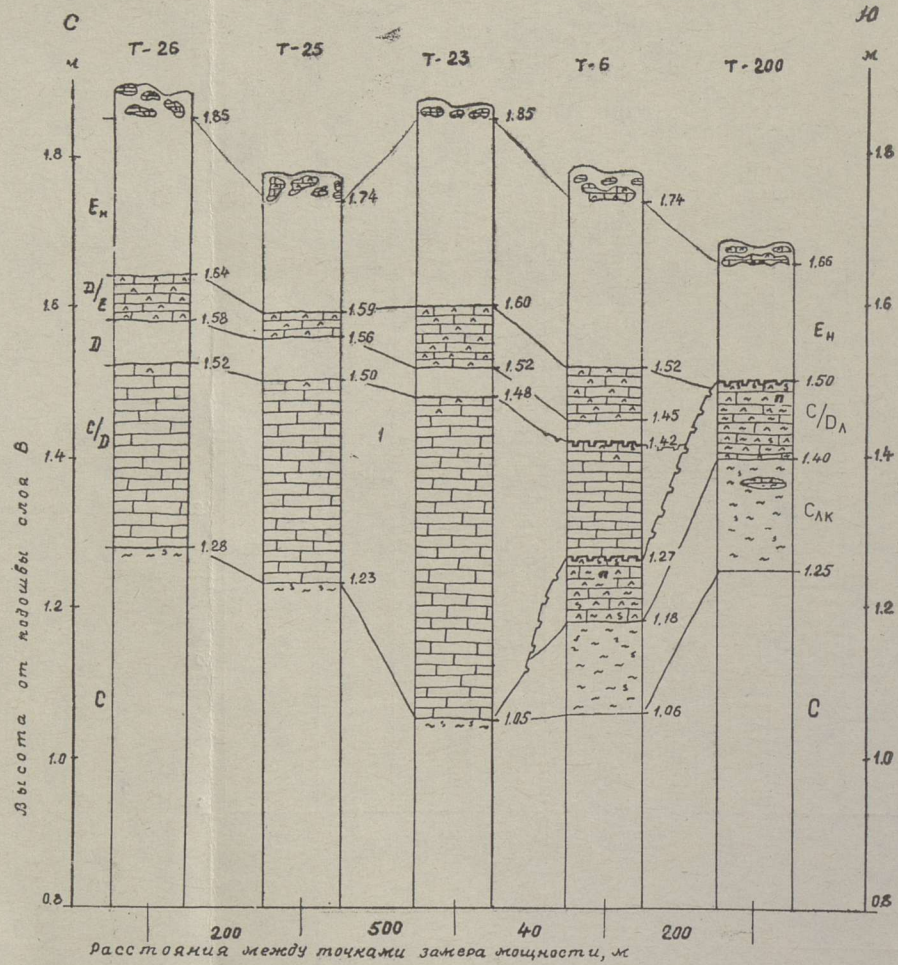 С Ю
Т-26 Т-25 Т-23 Т-6 Т-200
м м
1.85 1.85
1.8 1.74 1.74 1.8
Eн 1.66
D/E 1.64 1.59 1.60
1.6 1.58 1.56 1.6 Eн
D 1.52 1.52 1.52
1.50 1.48 1.50
C/D 1 1.45 п C/Dл
1.42
1.4 1.40 1.4
Cлк
1.28 1.27
1.23 п 1.25
1.2 1.18 1.2
C 1.05 1.06 C
1.0 1.0
0.8 0.8
Высота от подошвы слоя В
200 500 40 200
Расстояния между точками замера мощности, м